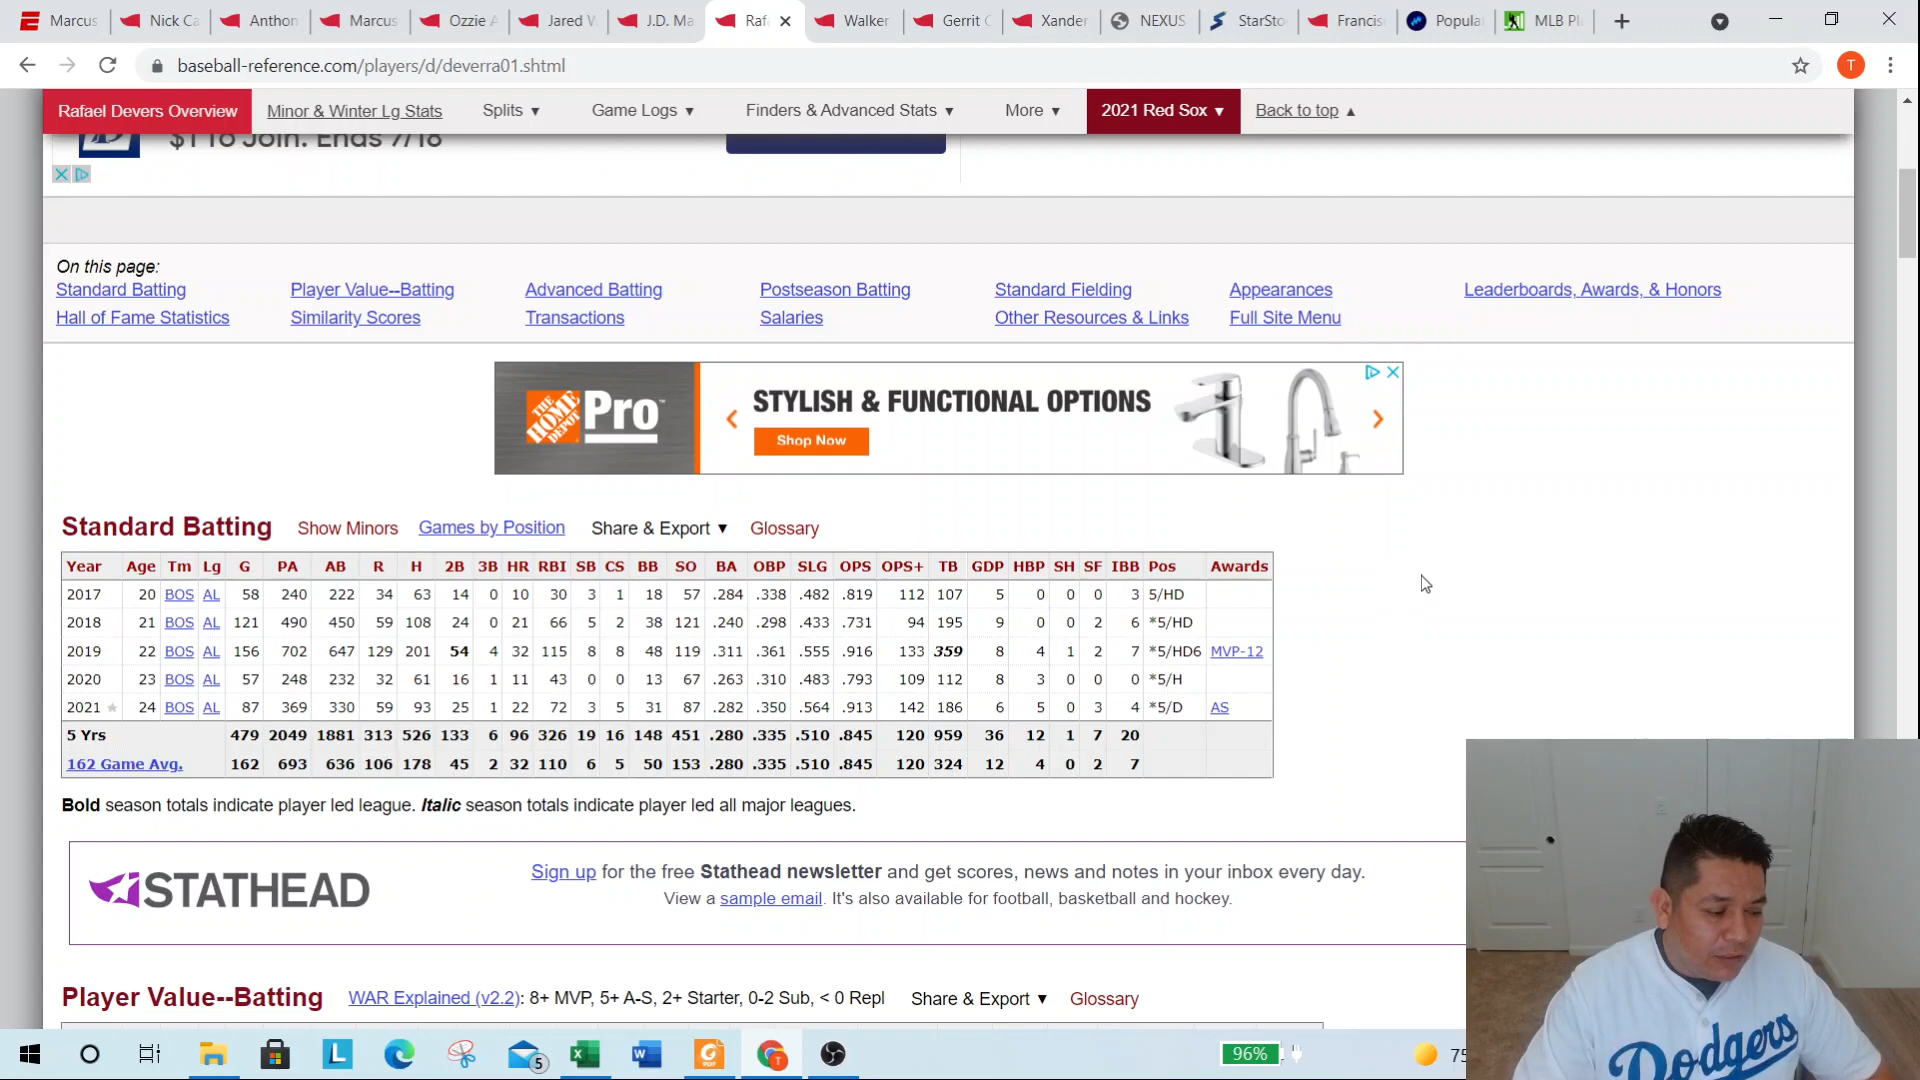 Marcus Nick Ca Anthon Marcus Ozzie A Jared W J.D. Ma Rafa Walker Gerrit C Xander NEXUS StarSto Francis Popula MLB Pl
baseball-reference.com/players/d/deverra01.shtml T
Rafael Devers Overview Minor & Winter Lg Stats Splits ▼ Game Logs ▼ Finders & Advanced Stats ▼ More ▼ 2021 Red Sox ▼ Back to top ▲
$1 To Join. Ends 7/18
On this page:
Standard Batting Player Value--Batting Advanced Batting Postseason Batting Standard Fielding Appearances Leaderboards, Awards, & Honors
Hall of Fame Statistics Similarity Scores Transactions Salaries Other Resources & Links Full Site Menu
THE HOME DEPOT Pro™ STYLISH & FUNCTIONAL OPTIONS
Shop Now
Standard Batting Show Minors Games by Position Share & Export ▼ Glossary
Year Age Tm Lg G PA AB R H 2B 3B HR RBI SB CS BB SO BA OBP SLG OPS OPS+ TB GDP HBP SH SF IBB Pos Awards
2017 20 BOS AL 58 240 222 34 63 14 0 10 30 3 1 18 57 .284 .338 .482 .819 112 107 5 0 0 0 3 5/HD
2018 21 BOS AL 121 490 450 59 108 24 0 21 66 5 2 38 121 .240 .298 .433 .731 94 195 9 0 0 2 6 *5/HD
2019 22 BOS AL 156 702 647 129 201 54 4 32 115 8 8 48 119 .311 .361 .555 .916 133 359 8 4 1 2 7 *5/HD6 MVP-12
2020 23 BOS AL 57 248 232 32 61 16 1 11 43 0 0 13 67 .263 .310 .483 .793 109 112 8 3 0 0 0 *5/H
2021 ★ 24 BOS AL 87 369 330 59 93 25 1 22 72 3 5 31 87 .282 .350 .564 .913 142 186 6 5 0 3 4 *5/D AS
5 Yrs 479 2049 1881 313 526 133 6 96 326 19 16 148 451 .280 .335 .510 .845 120 959 36 12 1 7 20
162 Game Avg. 162 693 636 106 178 45 2 32 110 6 5 50 153 .280 .335 .510 .845 120 324 12 4 0 2 7
Bold season totals indicate player led league. Italic season totals indicate player led all major leagues.
STATHEAD
Sign up for the free Stathead newsletter and get scores, news and notes in your inbox every day.
View a sample email. It's also available for football, basketball and hockey.
Player Value--Batting WAR Explained (v2.2): 8+ MVP, 5+ A-S, 2+ Starter, 0-2 Sub, < 0 Repl Share & Export ▼ Glossary
L 5 96% 75
Dodgers